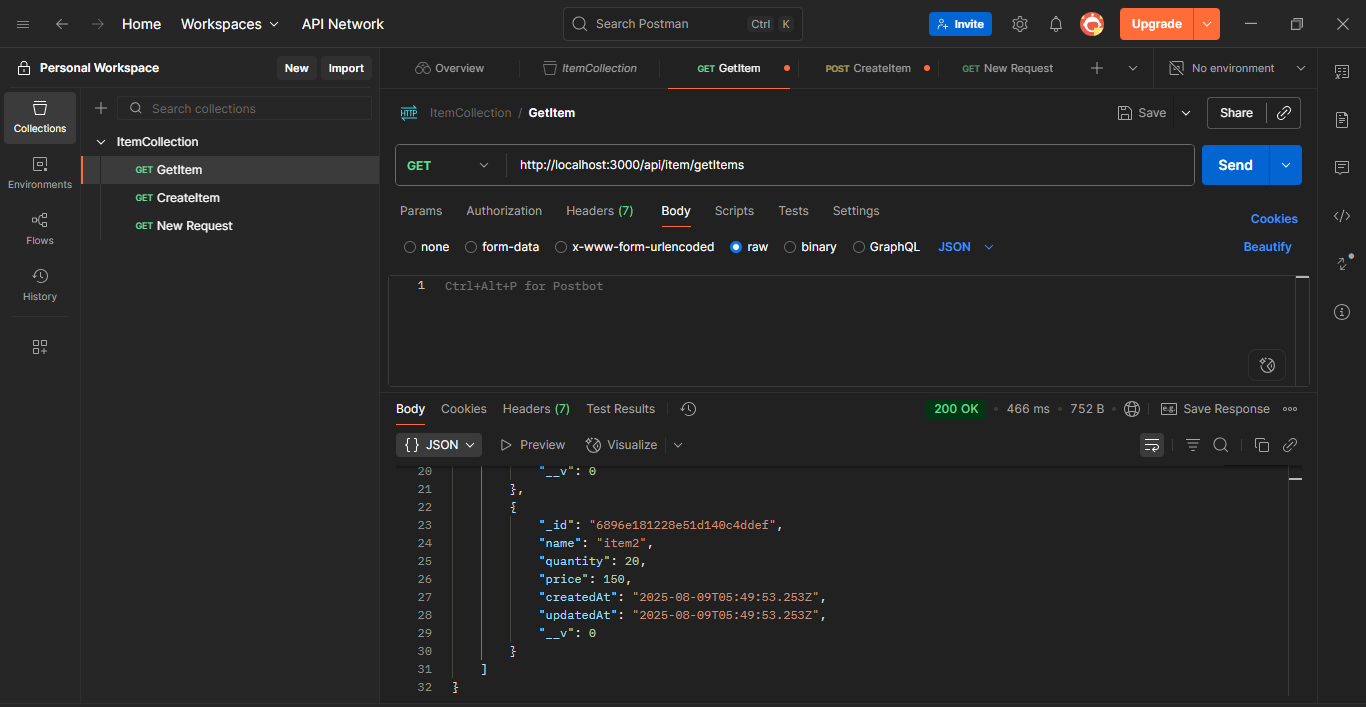 Home Workspaces API Network Search Postman Ctrl K Invite Upgrade
Personal Workspace New Import
Overview ItemCollection GET GetItem POST CreateItem GET New Request No environment
Collections
Environments
Flows
History
Search collections
ItemCollection
GET GetItem
GET CreateItem
GET New Request
HTTP ItemCollection / GetItem Save Share
GET http://localhost:3000/api/item/getItems Send
Params Authorization Headers (7) Body Scripts Tests Settings Cookies
none form-data x-www-form-urlencoded raw binary GraphQL JSON Beautify
1 Ctrl+Alt+P for Postbot
Body Cookies Headers (7) Test Results 200 OK 466 ms 752 B e.g. Save Response
{} JSON Preview Visualize
20 "__v": 0
21 },
22 {
23 "_id": "6896e181228e51d140c4ddef",
24 "name": "item2",
25 "quantity": 20,
26 "price": 150,
27 "createdAt": "2025-08-09T05:49:53.253Z",
28 "updatedAt": "2025-08-09T05:49:53.253Z",
29 "__v": 0
30 }
31 ]
32 }